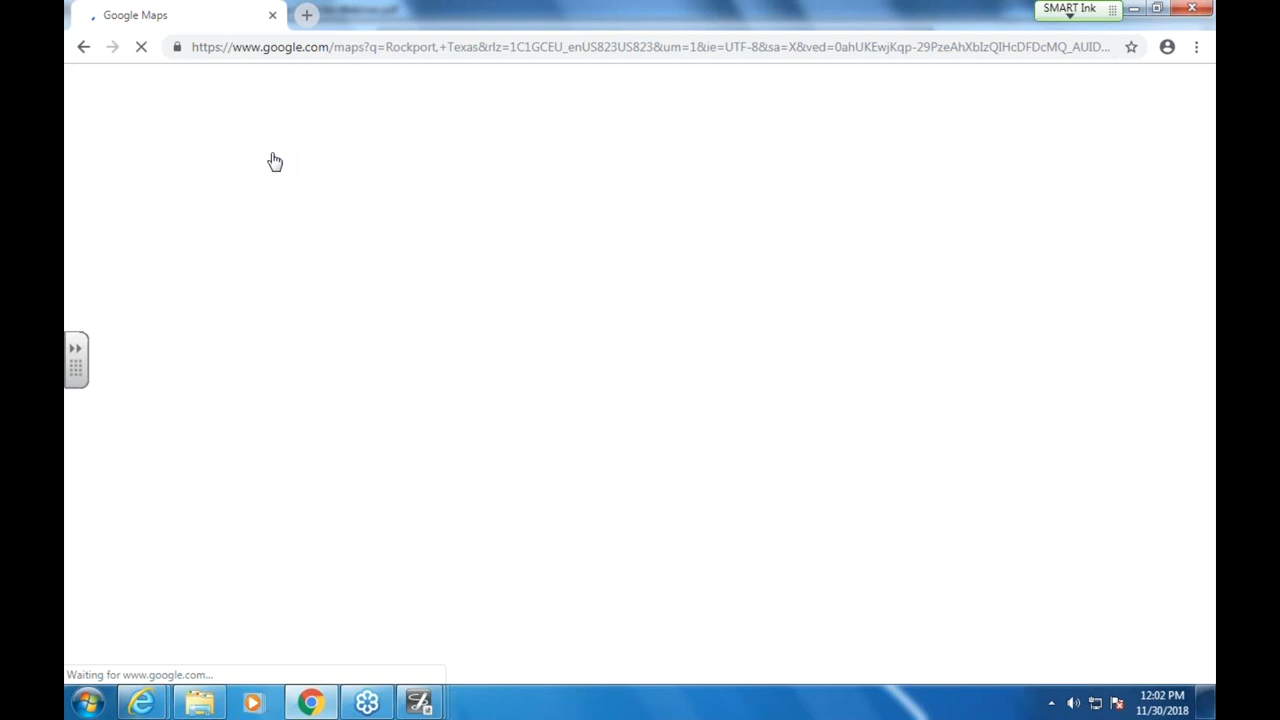 Google Maps
SMART Ink
https://www.google.com/maps?q=Rockport,+Texas&rlz=1C1GCEU_enUS823US823&um=1&ie=UTF-8&sa=X&ved=0ahUKEwjKqp-29PzeAhXbIzQIHcDFDcMQ_AUID...
Waiting for www.google.com...
12:02 PM
11/30/2018